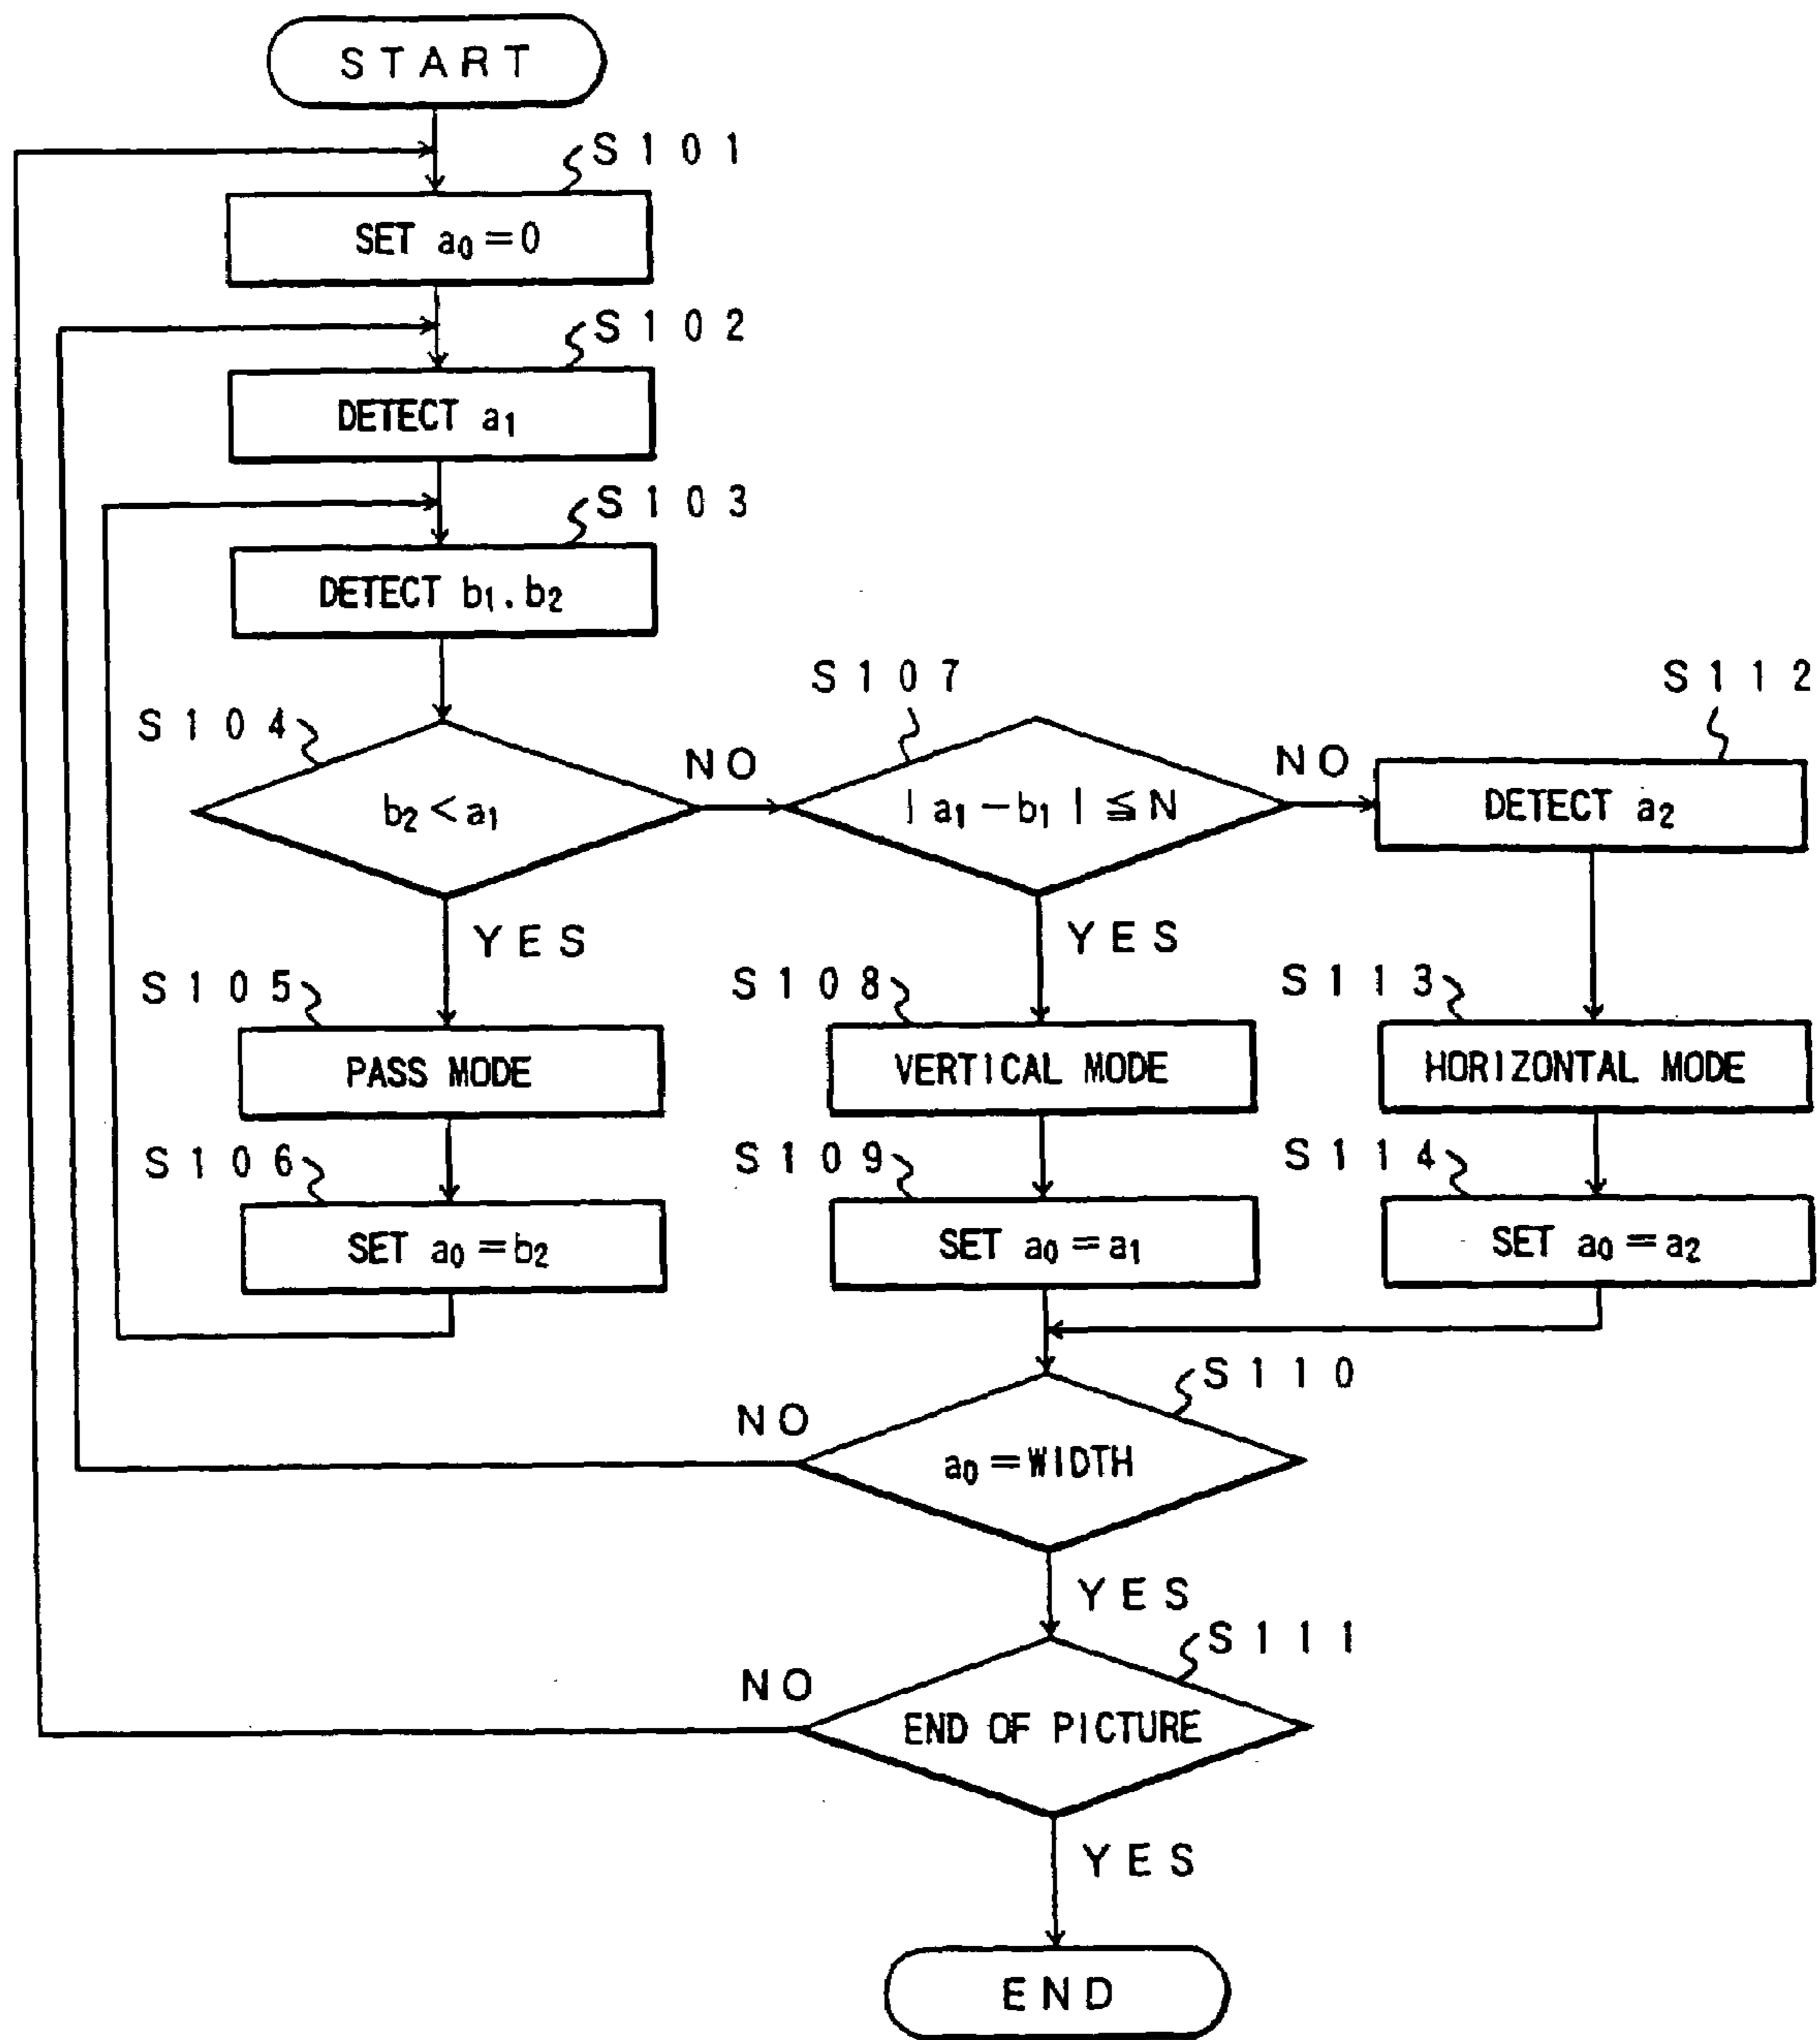 START
S101
SET a₀=0
S102
DETECT a₁
S103
DETECT b₁.b₂
S104
b₂<a₁
NO
YES
S105
PASS MODE
S106
SET a₀=b₂
S107
|a₁-b₁|≦N
NO
YES
S108
VERTICAL MODE
S109
SET a₀=a₁
S112
DETECT a₂
S113
HORIZONTAL MODE
S114
SET a₀=a₂
S110
a₀=WIDTH
NO
YES
S111
END OF PICTURE
NO
YES
END